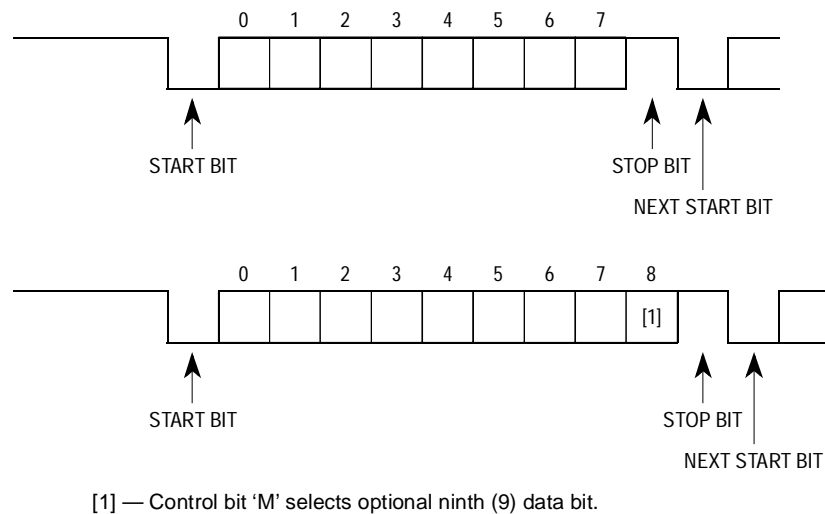 0 1 2 3 4 5 6 7
START BIT STOP BIT
NEXT START BIT
0 1 2 3 4 5 6 7 8
[1]
START BIT STOP BIT
NEXT START BIT
[1] — Control bit ‘M’ selects optional ninth (9) data bit.